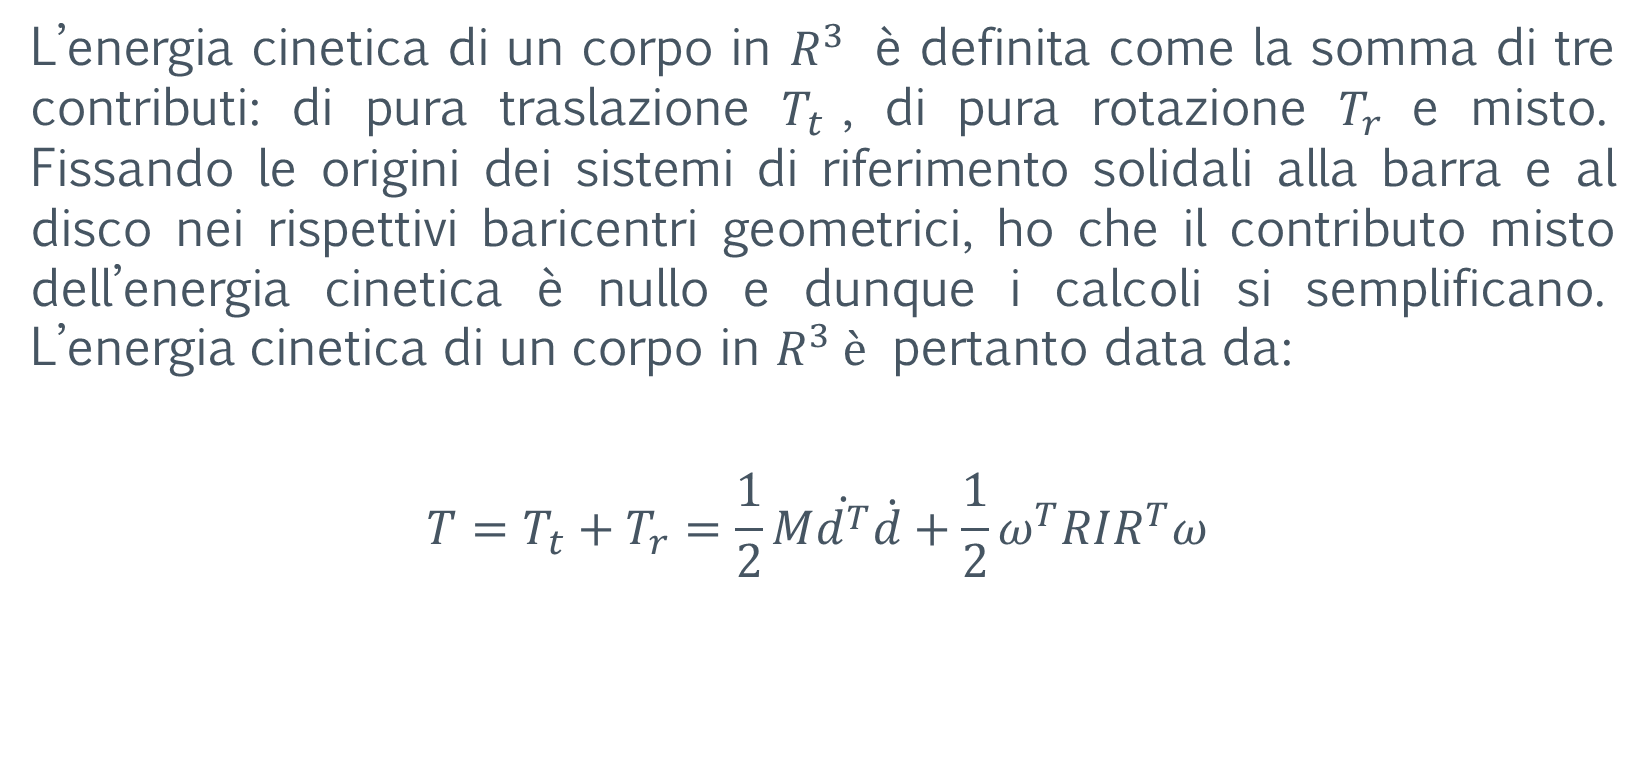 L’energia cinetica di un corpo in R³ è definita come la somma di tre
contributi: di pura traslazione Tₜ , di pura rotazione Tᵣ e misto.
Fissando le origini dei sistemi di riferimento solidali alla barra e al
disco nei rispettivi baricentri geometrici, ho che il contributo misto
dell’energia cinetica è nullo e dunque i calcoli si semplificano.
L’energia cinetica di un corpo in R³ è pertanto data da:
T = Tₜ + Tᵣ = 1/2 M ḋᵀ ḋ + 1/2 ωᵀ R I Rᵀ ω